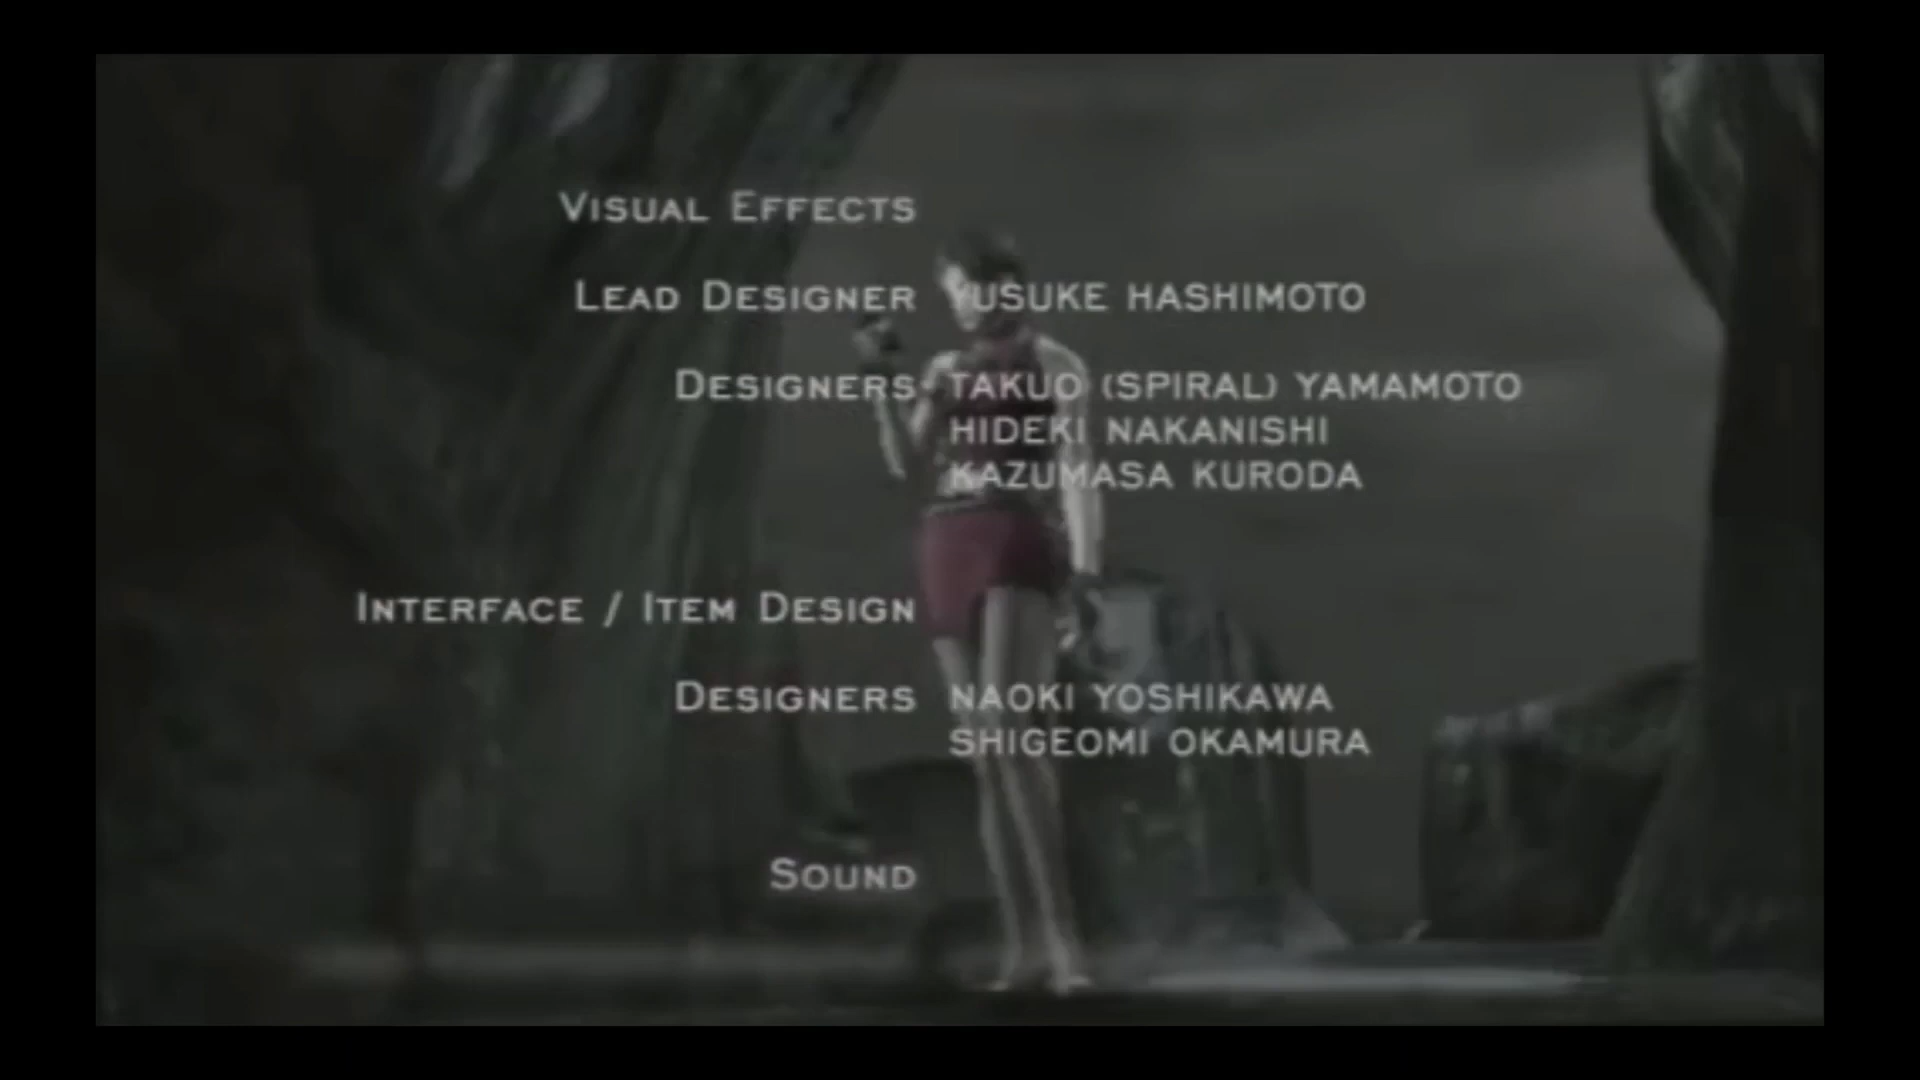 Visual Effects
Lead Designer YUSUKE HASHIMOTO
Designers TAKUO (SPIRAL) YAMAMOTO
HIDEKI NAKANISHI
KAZUMASA KURODA
Interface / Item Design
Designers NAOKI YOSHIKAWA
SHIGEOMI OKAMURA
Sound